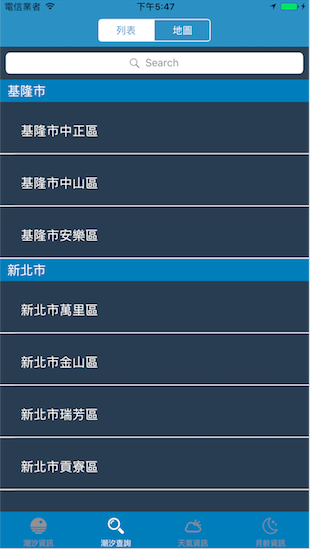 電信業者 下午5:47
列表 地圖
Search
基隆市
基隆市中正區
基隆市中山區
基隆市安樂區
新北市
新北市萬里區
新北市金山區
新北市瑞芳區
新北市貢寮區
潮汐資訊 潮汐查詢 天氣資訊 月齡資訊